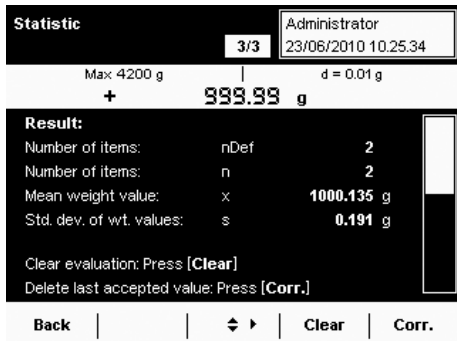 Statistic
3/3
Administrator
23/06/2010 10.25.34
Max 4200 g
d = 0.01 g
+ 999.99 g
Result:
Number of items: nDef 2
Number of items: n 2
Mean weight value: x 1000.135 g
Std. dev. of wt. values: s 0.191 g
Clear evaluation: Press [Clear]
Delete last accepted value: Press [Corr.]
Back Clear Corr.